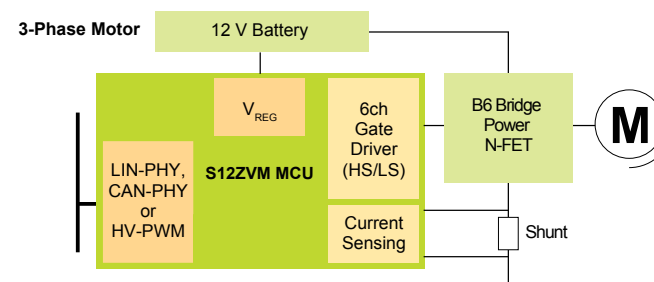 3-Phase Motor
12 V Battery
VREG
6ch
Gate
Driver
(HS/LS)
B6 Bridge
Power
N-FET
M
LIN-PHY,
CAN-PHY
or
HV-PWM
S12ZVM MCU
Current
Sensing
Shunt